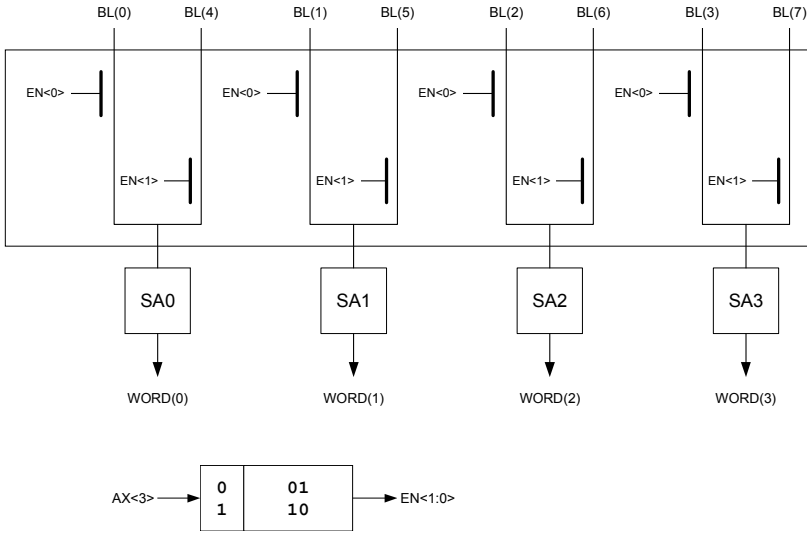 BL(0) BL(4) BL(1) BL(5) BL(2) BL(6) BL(3) BL(7)
EN<0> EN<0> EN<0> EN<0>
EN<1> EN<1> EN<1> EN<1>
SA0 SA1 SA2 SA3
WORD(0) WORD(1) WORD(2) WORD(3)
0 01
AX<3> EN<1:0>
1 10